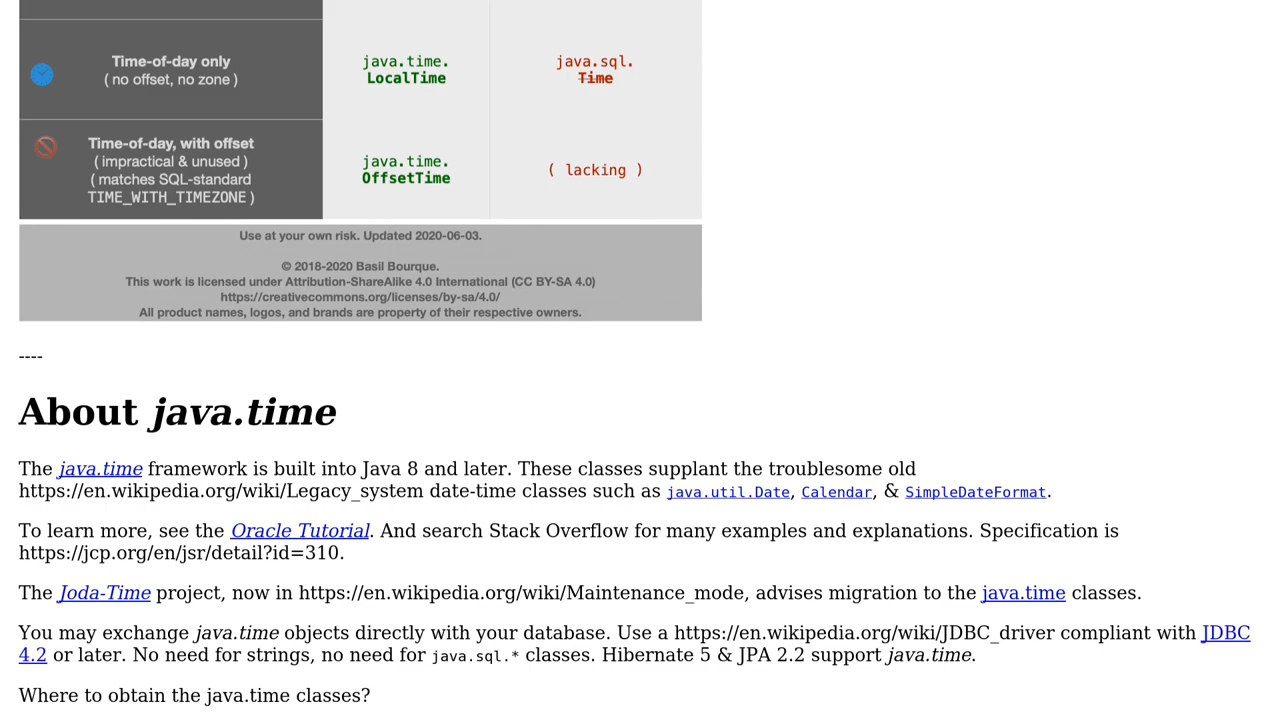 Time-of-day only
( no offset, no zone )
java.time.
LocalTime
java.sql.
Time
Time-of-day, with offset
( impractical & unused )
( matches SQL-standard
TIME_WITH_TIMEZONE )
java.time.
OffsetTime
( lacking )
Use at your own risk. Updated 2020-06-03.
© 2018-2020 Basil Bourque.
This work is licensed under Attribution-ShareAlike 4.0 International (CC BY-SA 4.0)
https://creativecommons.org/licenses/by-sa/4.0/
All product names, logos, and brands are property of their respective owners.
----
About java.time
The java.time framework is built into Java 8 and later. These classes supplant the troublesome old
https://en.wikipedia.org/wiki/Legacy_system date-time classes such as java.util.Date, Calendar, & SimpleDateFormat.
To learn more, see the Oracle Tutorial. And search Stack Overflow for many examples and explanations. Specification is
https://jcp.org/en/jsr/detail?id=310.
The Joda-Time project, now in https://en.wikipedia.org/wiki/Maintenance_mode, advises migration to the java.time classes.
You may exchange java.time objects directly with your database. Use a https://en.wikipedia.org/wiki/JDBC_driver compliant with JDBC
4.2 or later. No need for strings, no need for java.sql.* classes. Hibernate 5 & JPA 2.2 support java.time.
Where to obtain the java.time classes?